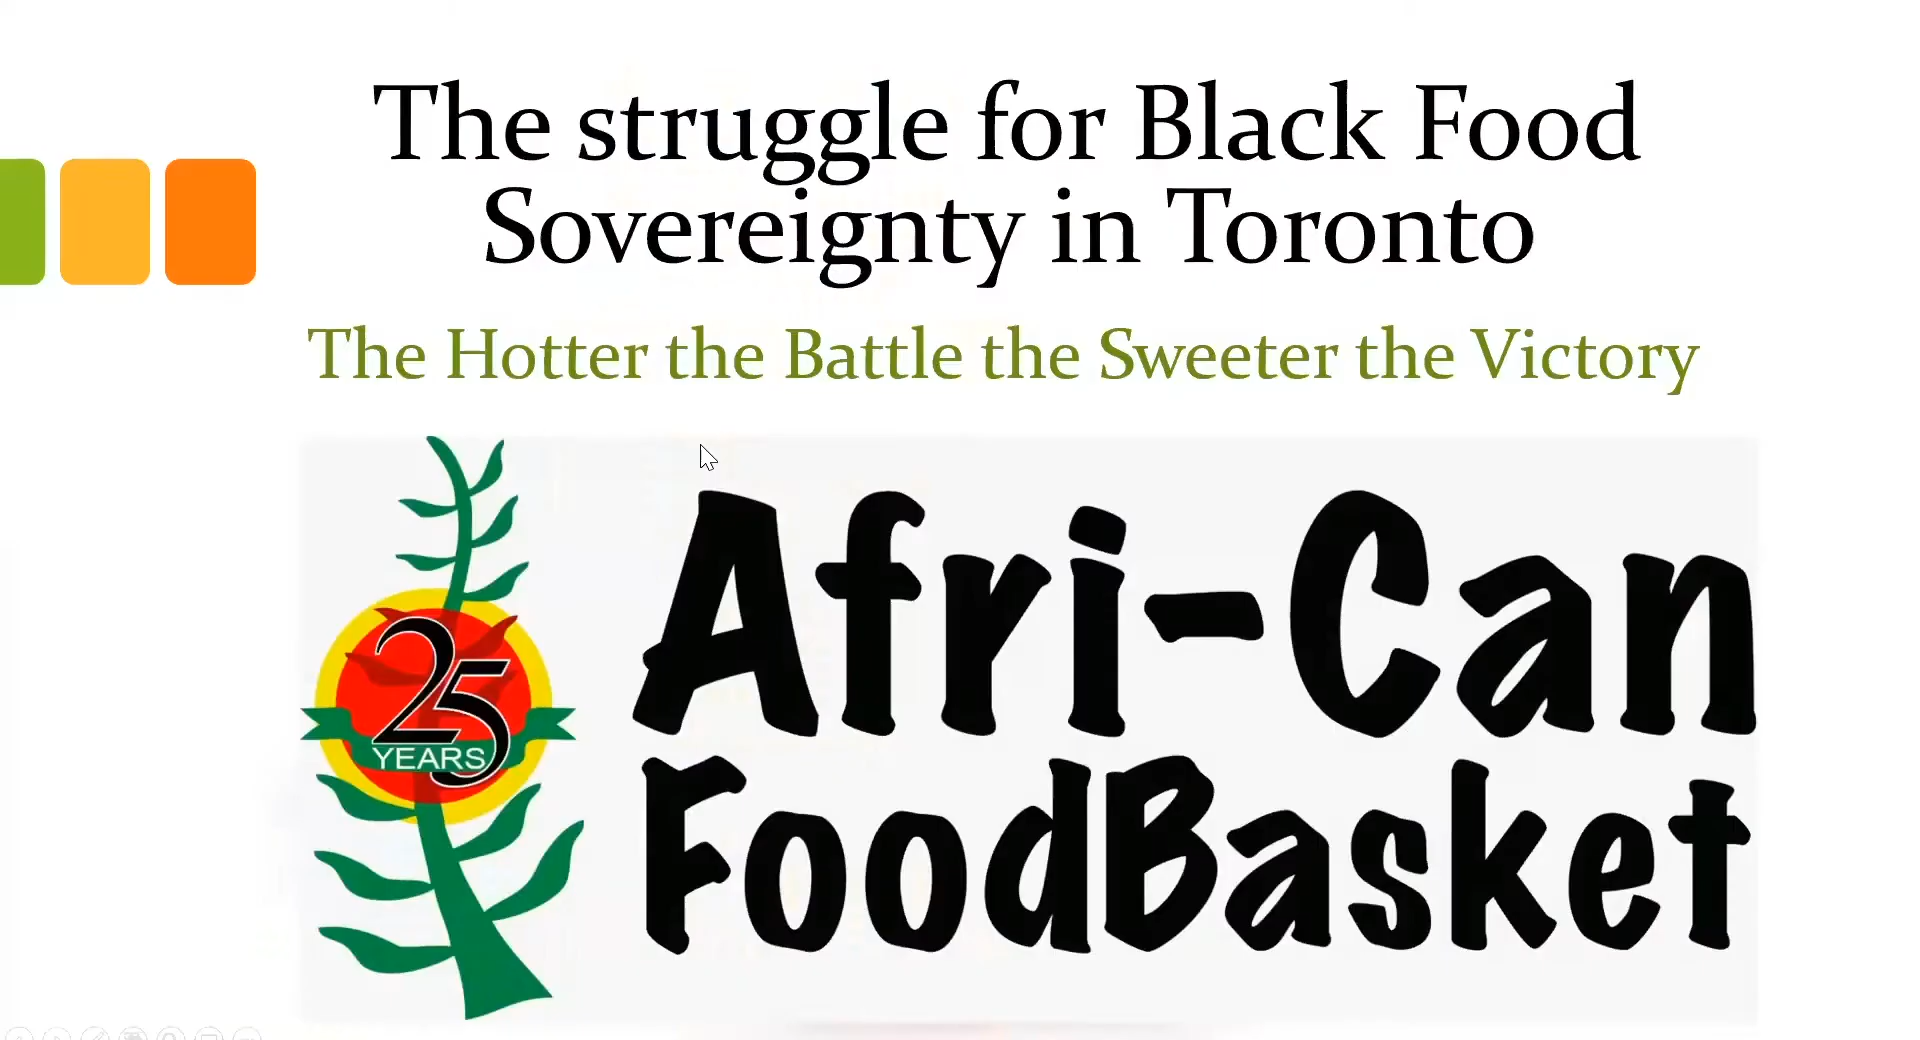 The struggle for Black Food
Sovereignty in Toronto
The Hotter the Battle the Sweeter the Victory
25
YEARS
Afri-Can
FoodBasket